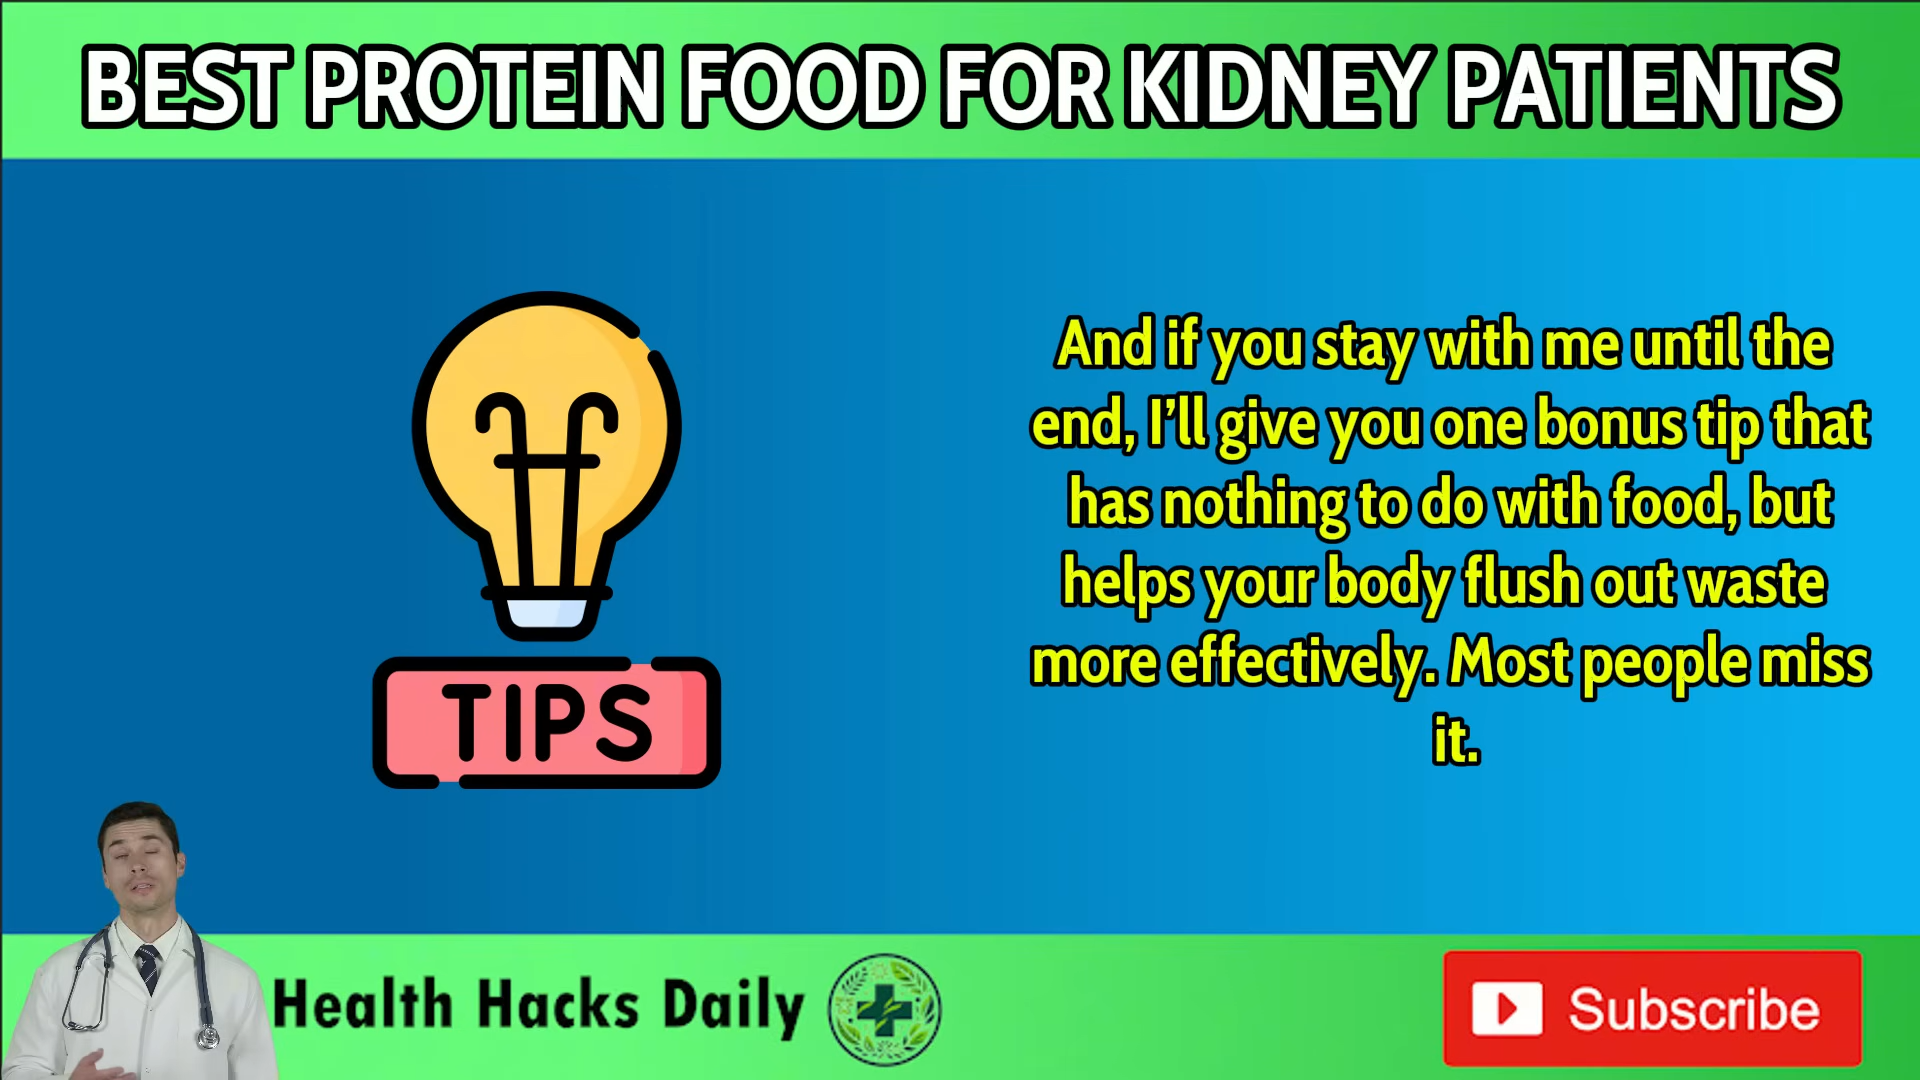 BEST PROTEIN FOOD FOR KIDNEY PATIENTS
And if you stay with me until the
end, I’ll give you one bonus tip that
has nothing to do with food, but
helps your body flush out waste
more effectively. Most people miss
it.
TIPS
Health Hacks Daily
Subscribe